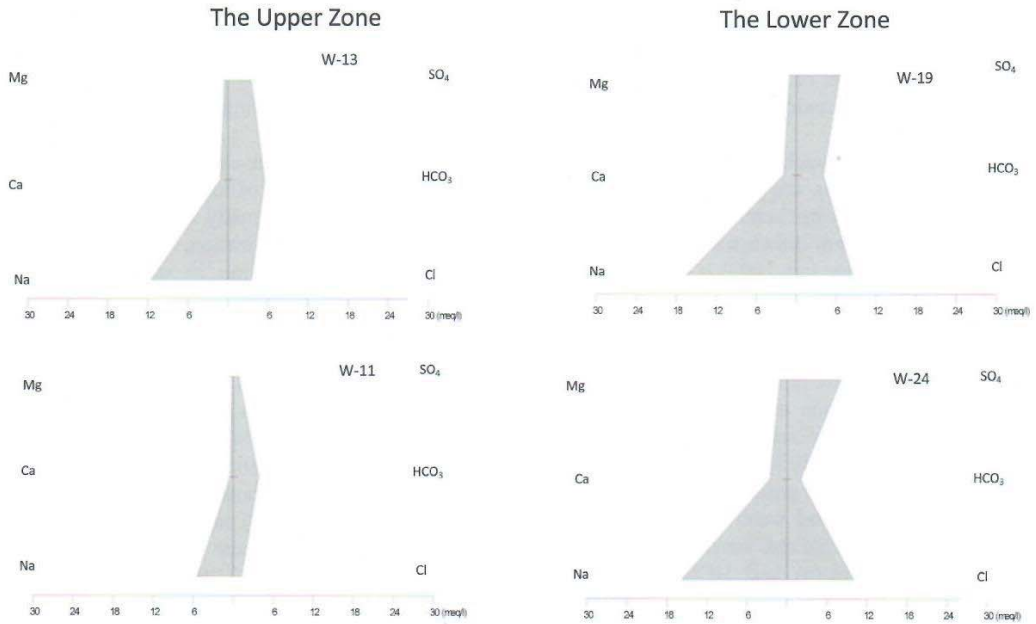 The Upper Zone
W-13
Mg
SO₄
Ca
HCO₃
Na
Cl
30 24 18 12 6 6 12 18 24 30 (meq/l)
W-11
Mg
SO₄
Ca
HCO₃
Na
Cl
30 24 18 12 6 6 12 18 24 30 (meq/l)
The Lower Zone
W-19
Mg
SO₄
Ca
HCO₃
Na
Cl
30 24 18 12 6 6 12 18 24 30 (meq/l)
W-24
Mg
SO₄
Ca
HCO₃
Na
Cl
30 24 18 12 6 6 12 18 24 30 (meq/l)